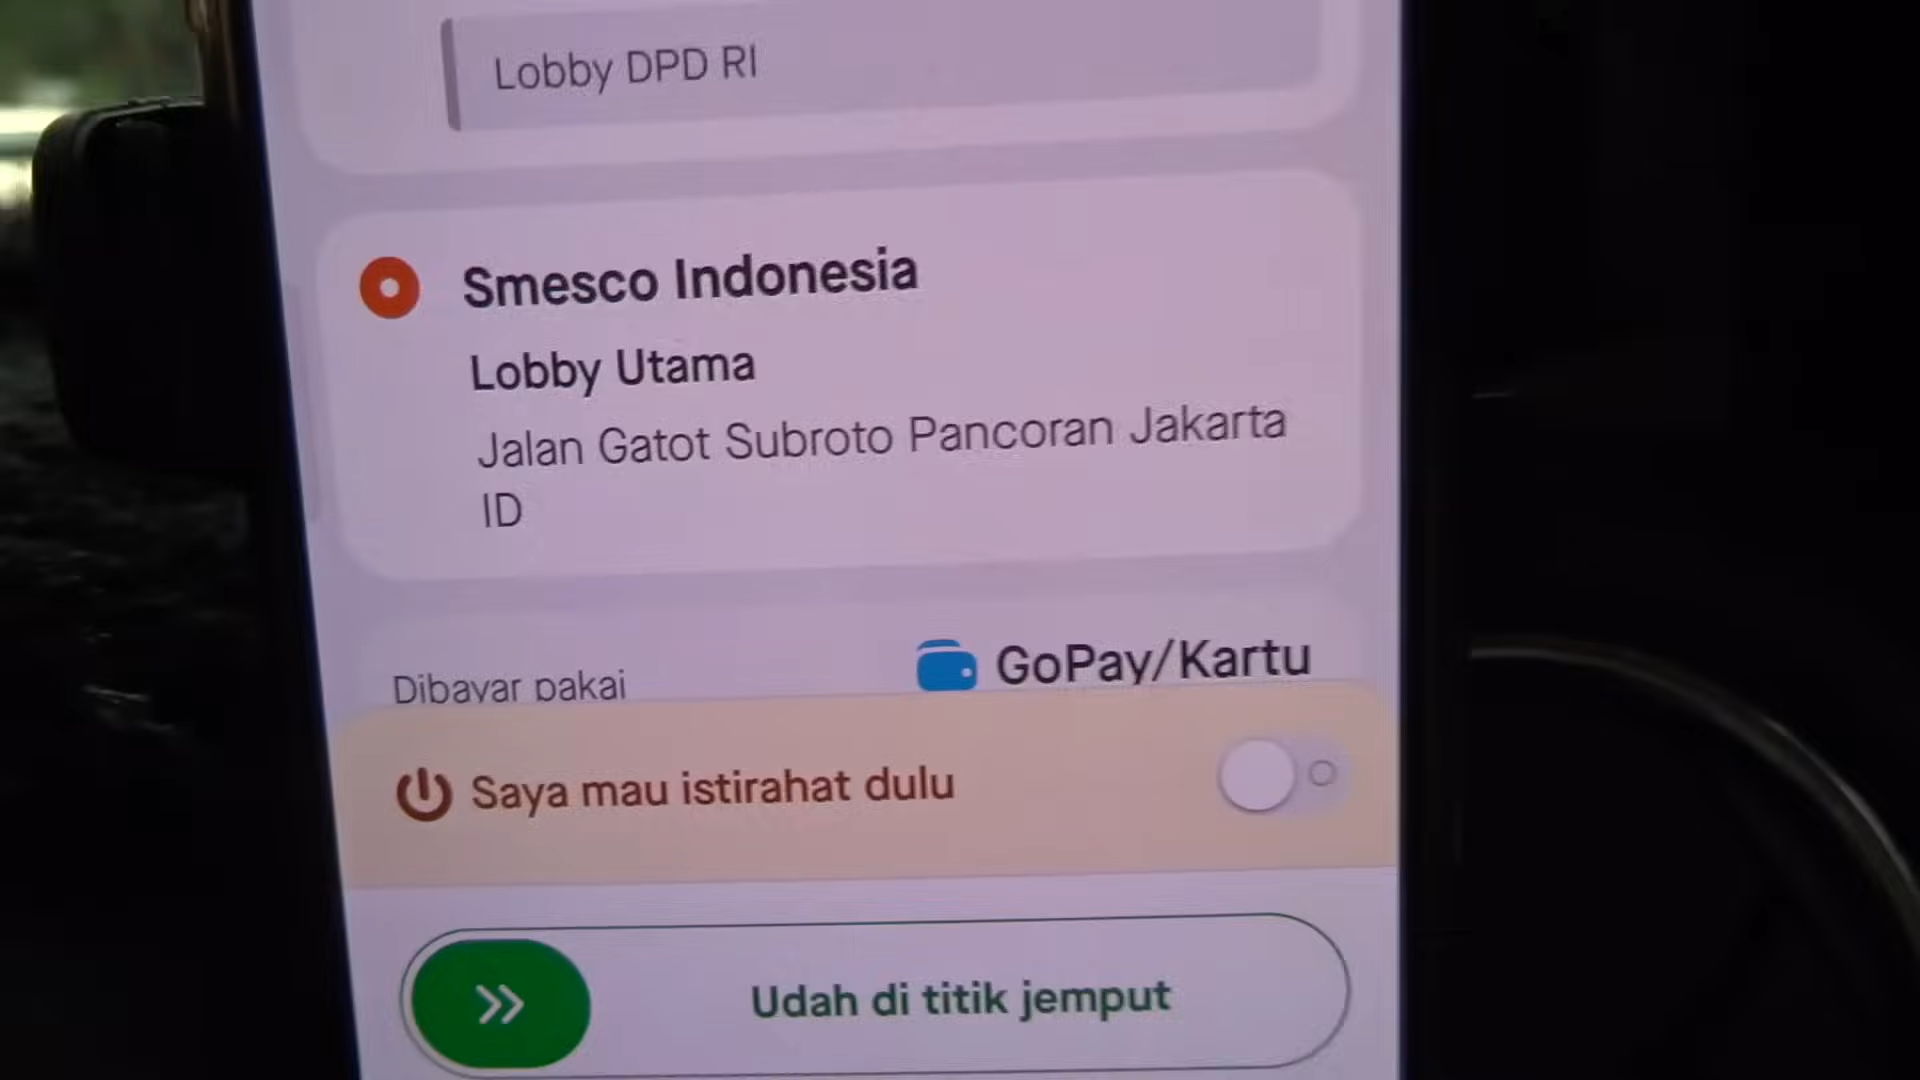 Lobby DPD RI
Smesco Indonesia
Lobby Utama
Jalan Gatot Subroto Pancoran Jakarta
ID
Dibayar pakai
GoPay/Kartu
Saya mau istirahat dulu
Udah di titik jemput